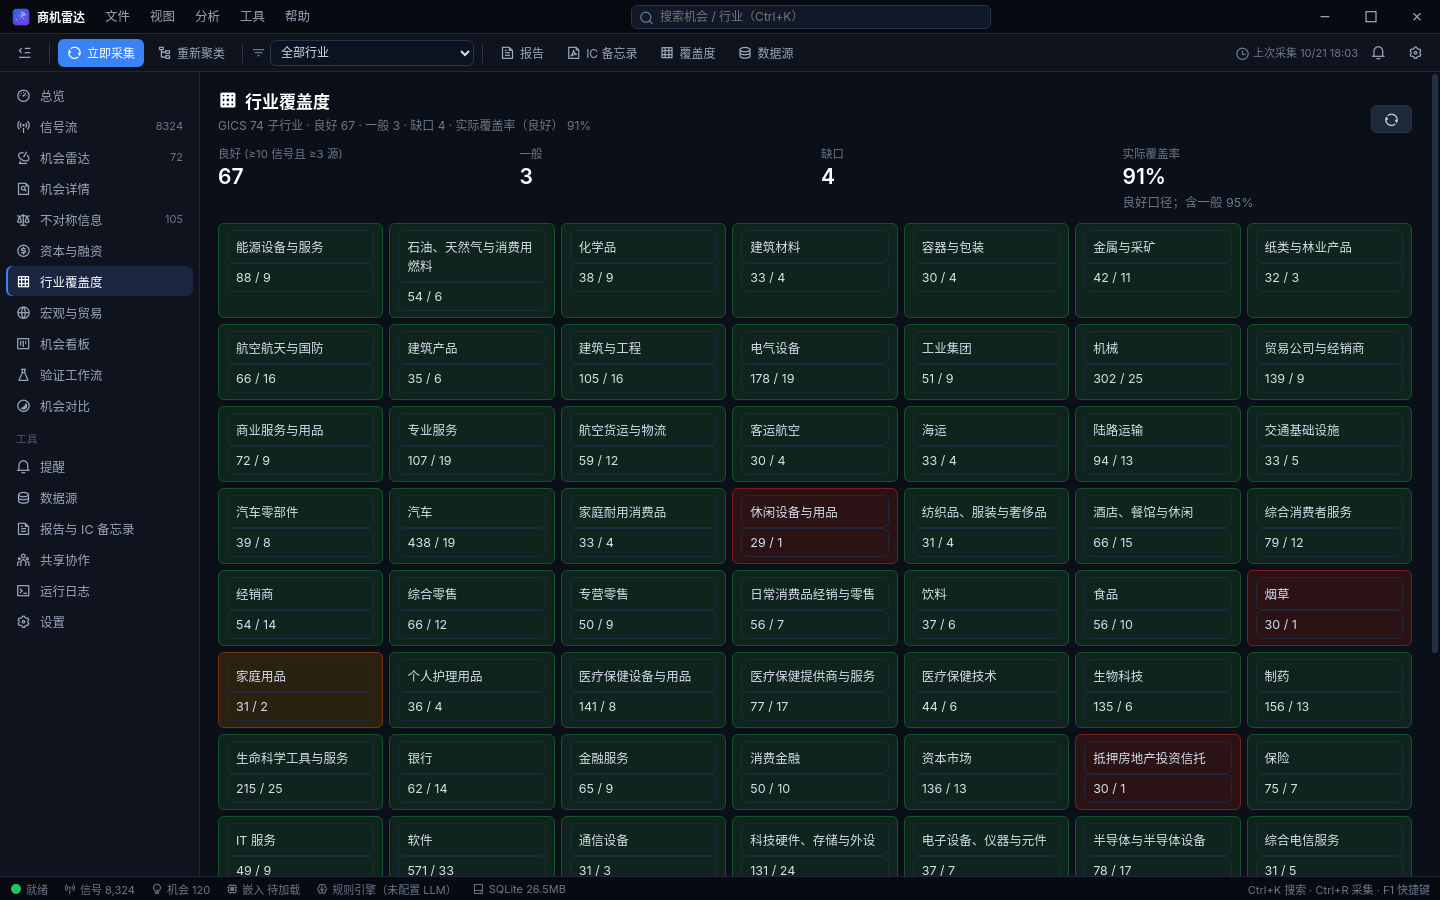 商机雷达 文件 视图 分析 工具 帮助 搜索机会 / 行业（Ctrl+K）
立即采集 重新聚类 全部行业 报告 IC 备忘录 覆盖度 数据源 上次采集 10/21 18:03
总览
信号流 8324
机会雷达 72
机会详情
不对称信息 105
资本与融资
行业覆盖度
宏观与贸易
机会看板
验证工作流
机会对比
工具
提醒
数据源
报告与 IC 备忘录
共享协作
运行日志
设置
行业覆盖度
GICS 74 子行业 · 良好 67 · 一般 3 · 缺口 4 · 实际覆盖率（良好） 91%
良好 (≥10 信号且 ≥3 源) 一般 缺口 实际覆盖率
67 3 4 91%
良好口径；含一般 95%
能源设备与服务 石油、天然气与消费用燃料 化学品 建筑材料 容器与包装 金属与采矿 纸类与林业产品
88 / 9 54 / 6 38 / 9 33 / 4 30 / 4 42 / 11 32 / 3
航空航天与国防 建筑产品 建筑与工程 电气设备 工业集团 机械 贸易公司与经销商
66 / 16 35 / 6 105 / 16 178 / 19 51 / 9 302 / 25 139 / 9
商业服务与用品 专业服务 航空货运与物流 客运航空 海运 陆路运输 交通基础设施
72 / 9 107 / 19 59 / 12 30 / 4 33 / 4 94 / 13 33 / 5
汽车零部件 汽车 家庭耐用消费品 休闲设备与用品 纺织品、服装与奢侈品 酒店、餐馆与休闲 综合消费者服务
39 / 8 438 / 19 33 / 4 29 / 1 31 / 4 66 / 15 79 / 12
经销商 综合零售 专营零售 日常消费品经销与零售 饮料 食品 烟草
54 / 14 66 / 12 50 / 9 56 / 7 37 / 6 56 / 10 30 / 1
家庭用品 个人护理用品 医疗保健设备与用品 医疗保健提供商与服务 医疗保健技术 生物科技 制药
31 / 2 36 / 4 141 / 8 77 / 17 44 / 6 135 / 6 156 / 13
生命科学工具与服务 银行 金融服务 消费金融 资本市场 抵押房地产投资信托 保险
215 / 25 62 / 14 65 / 9 50 / 10 136 / 13 30 / 1 75 / 7
IT 服务 软件 通信设备 科技硬件、存储与外设 电子设备、仪器与元件 半导体与半导体设备 综合电信服务
49 / 9 571 / 33 31 / 3 131 / 24 37 / 7 78 / 17 31 / 5
就绪 信号 8,324 机会 120 嵌入 待加载 规则引擎（未配置 LLM） SQLite 26.5MB Ctrl+K 搜索 · Ctrl+R 采集 · F1 快捷键